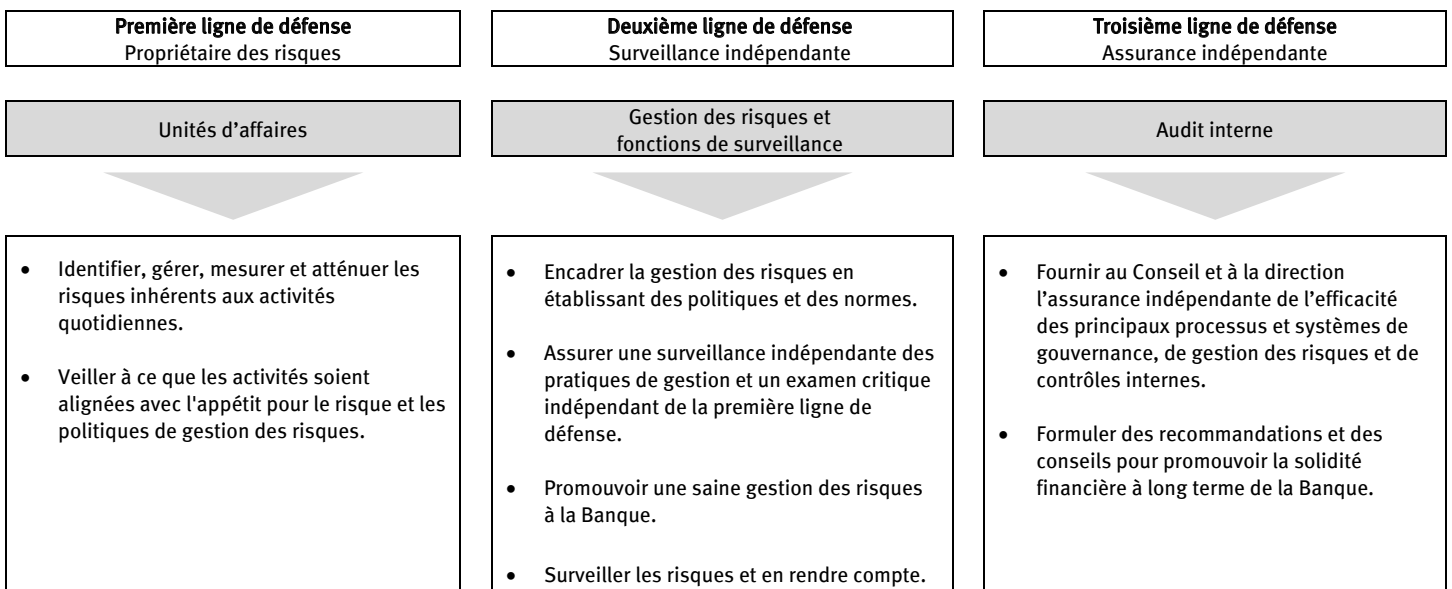 Première ligne de défense
Propriétaire des risques
Unités d’affaires
• Identifier, gérer, mesurer et atténuer les
risques inhérents aux activités
quotidiennes.
• Veiller à ce que les activités soient
alignées avec l'appétit pour le risque et les
politiques de gestion des risques.
Deuxième ligne de défense
Surveillance indépendante
Gestion des risques et
fonctions de surveillance
• Encadrer la gestion des risques en
établissant des politiques et des normes.
• Assurer une surveillance indépendante des
pratiques de gestion et un examen critique
indépendant de la première ligne de
défense.
• Promouvoir une saine gestion des risques
à la Banque.
• Surveiller les risques et en rendre compte.
Troisième ligne de défense
Assurance indépendante
Audit interne
• Fournir au Conseil et à la direction
l’assurance indépendante de l’efficacité
des principaux processus et systèmes de
gouvernance, de gestion des risques et de
contrôles internes.
• Formuler des recommandations et des
conseils pour promouvoir la solidité
financière à long terme de la Banque.